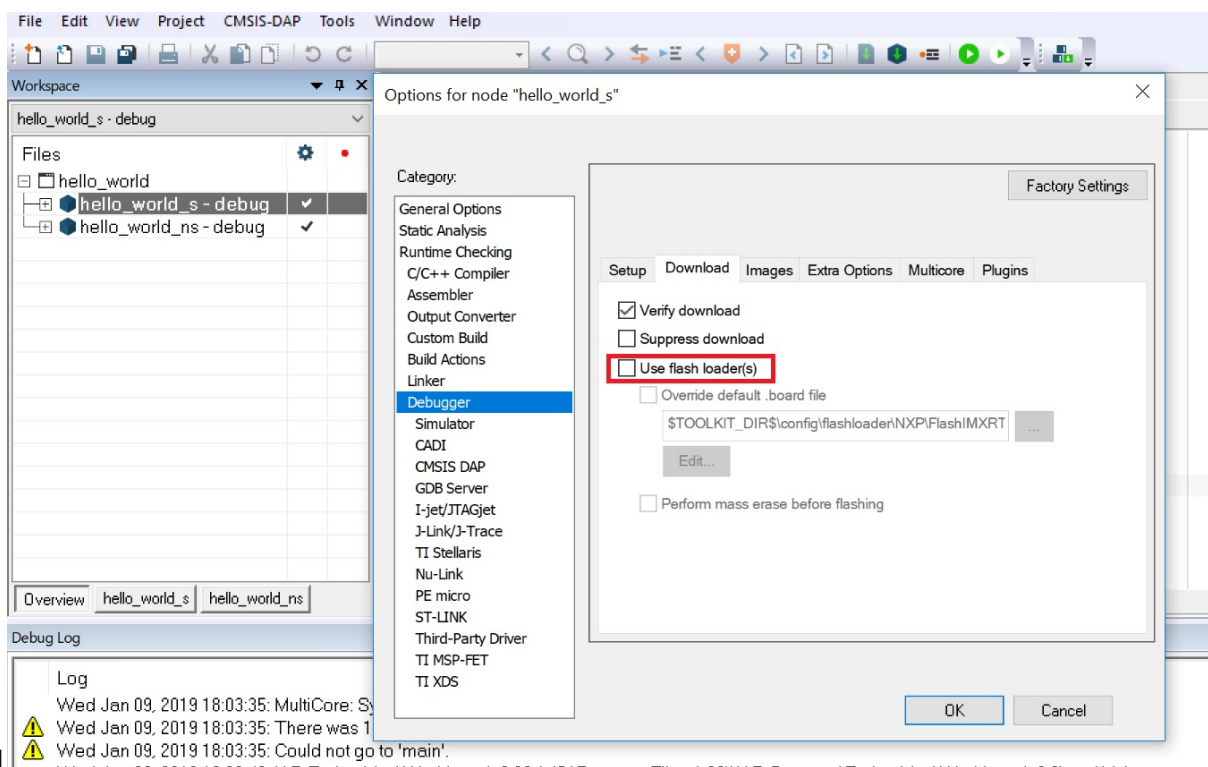 File Edit View Project CMSIS-DAP Tools Window Help
Workspace
hello_world_s - debug
Files
hello_world
hello_world_s - debug
hello_world_ns - debug
Overview hello_world_s hello_world_ns
Options for node "hello_world_s"
Category:
General Options
Static Analysis
Runtime Checking
C/C++ Compiler
Assembler
Output Converter
Custom Build
Build Actions
Linker
Debugger
Simulator
CADI
CMSIS DAP
GDB Server
I-jet/JTAGjet
J-Link/J-Trace
TI Stellaris
Nu-Link
PE micro
ST-LINK
Third-Party Driver
TI MSP-FET
TI XDS
Factory Settings
Setup Download Images Extra Options Multicore Plugins
Verify download
Suppress download
Use flash loader(s)
Override default .board file
$TOOLKIT_DIR$\config\flashloader\NXP\FlashIMXRT ...
Edit...
Perform mass erase before flashing
OK Cancel
Debug Log
Log
Wed Jan 09, 2019 18:03:35: MultiCore: Sy
Wed Jan 09, 2019 18:03:35: There was 1
Wed Jan 09, 2019 18:03:35: Could not go to 'main'.